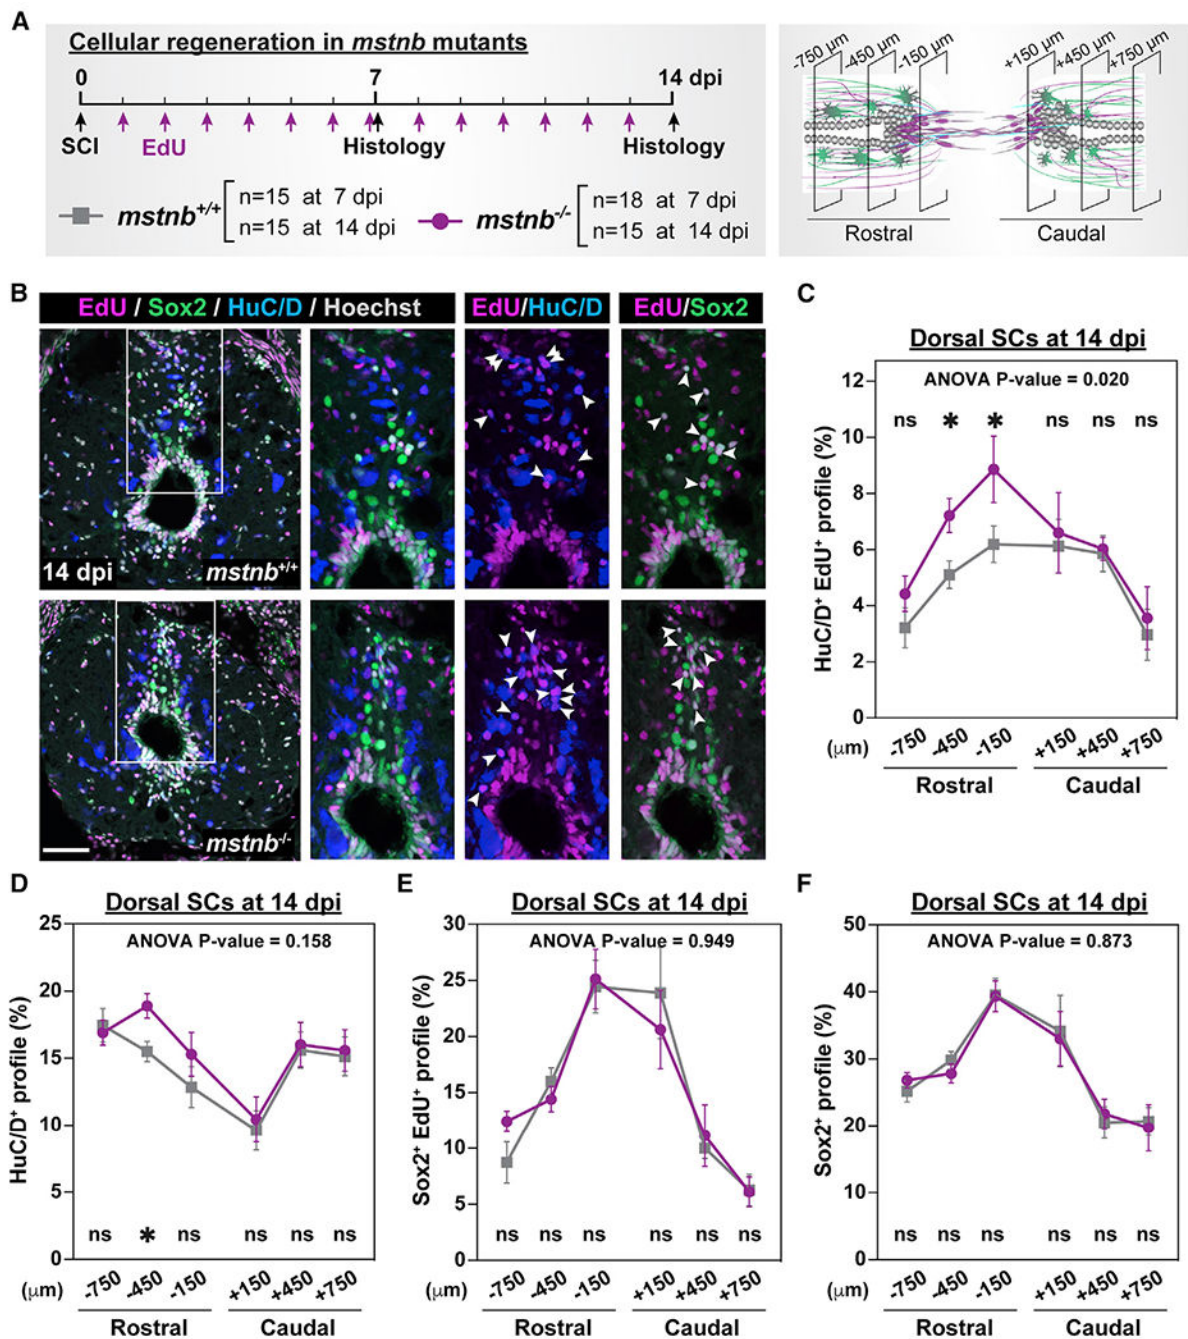 A
Cellular regeneration in mstnb mutants
0 7 14 dpi
SCI EdU Histology Histology
mstnb+/+ n=15 at 7 dpi
n=15 at 14 dpi
mstnb-/- n=18 at 7 dpi
n=15 at 14 dpi
-750 µm -450 µm -150 µm +150 µm +450 µm +750 µm
Rostral Caudal
B
EdU / Sox2 / HuC/D / Hoechst EdU/HuC/D EdU/Sox2
14 dpi mstnb+/+
mstnb-/-
C
Dorsal SCs at 14 dpi
ANOVA P-value = 0.020
ns * * ns ns ns
HuC/D+ EdU+ profile (%)
12
10
8
6
4
2
0
(µm) -750 -450 -150 +150 +450 +750
Rostral Caudal
D
Dorsal SCs at 14 dpi
ANOVA P-value = 0.158
HuC/D+ profile (%)
25
20
15
10
5
0
ns * ns ns ns ns
(µm) -750 -450 -150 +150 +450 +750
Rostral Caudal
E
Dorsal SCs at 14 dpi
ANOVA P-value = 0.949
Sox2+ EdU+ profile (%)
30
25
20
15
10
5
0
ns ns ns ns ns ns
(µm) -750 -450 -150 +150 +450 +750
Rostral Caudal
F
Dorsal SCs at 14 dpi
ANOVA P-value = 0.873
Sox2+ profile (%)
50
40
30
20
10
0
ns ns ns ns ns ns
(µm) -750 -450 -150 +150 +450 +750
Rostral Caudal